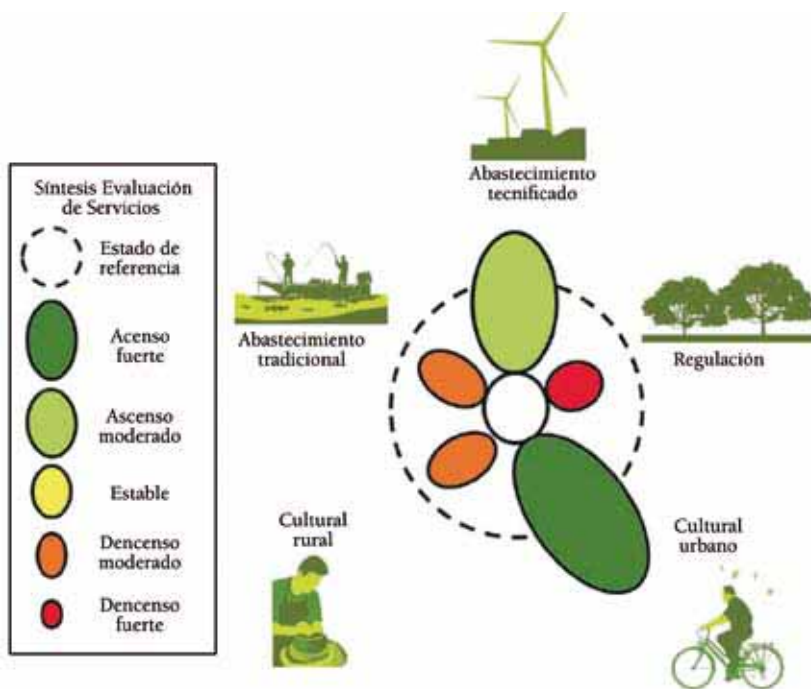 Síntesis Evaluación
de Servicios
Estado de
referencia
Acenso
fuerte
Ascenso
moderado
Estable
Dencenso
moderado
Dencenso
fuerte
Abastecimiento
tecnificado
Abastecimiento
tradicional
Regulación
Cultural
rural
Cultural
urbano